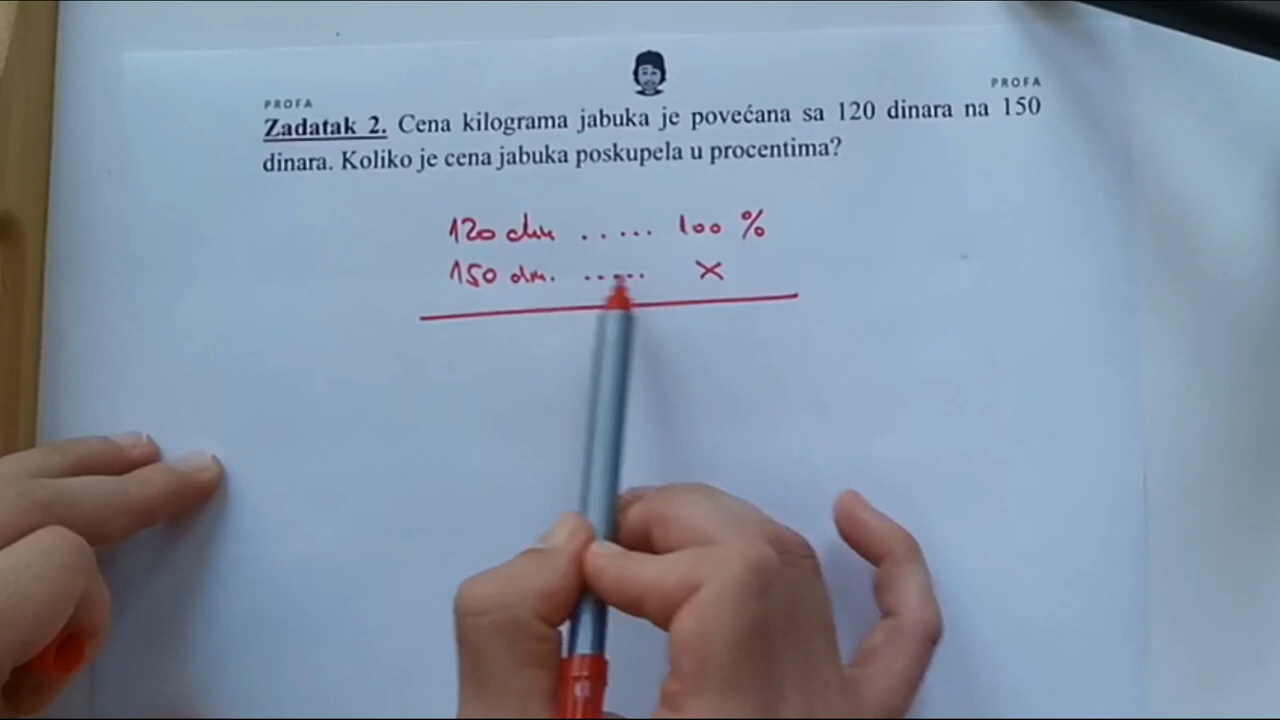 PROFA PROFA
Zadatak 2. Cena kilograma jabuka je povećana sa 120 dinara na 150
dinara. Koliko je cena jabuka poskupela u procentima?
120 din ..... 100 %
150 din. ..... X